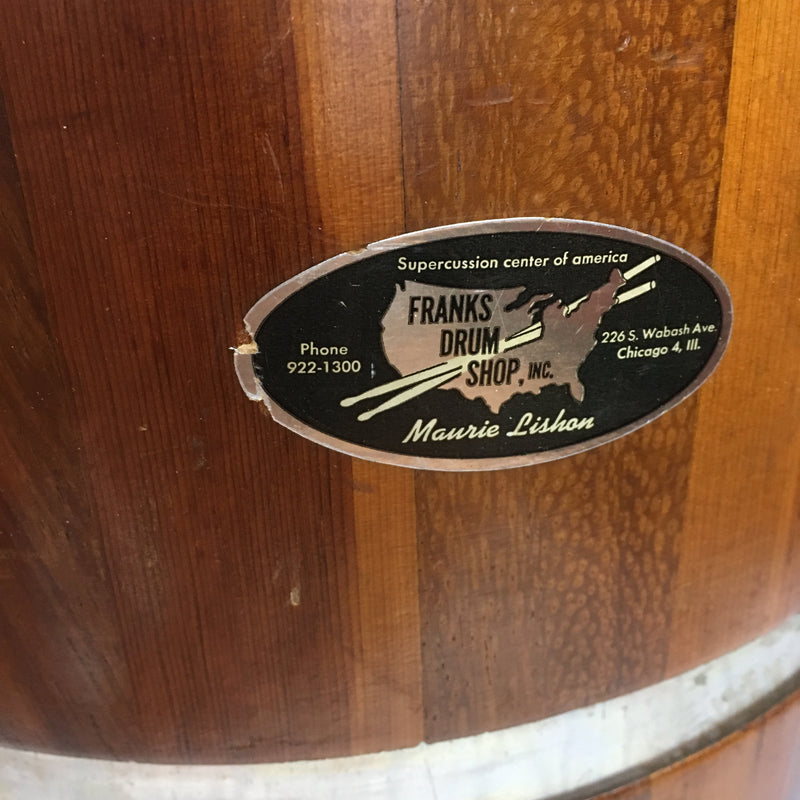 Supercussion center of america
FRANKS
DRUM
SHOP, INC.
Phone
922-1300
226 S. Wabash Ave.
Chicago 4, Ill.
Maurie Lishon